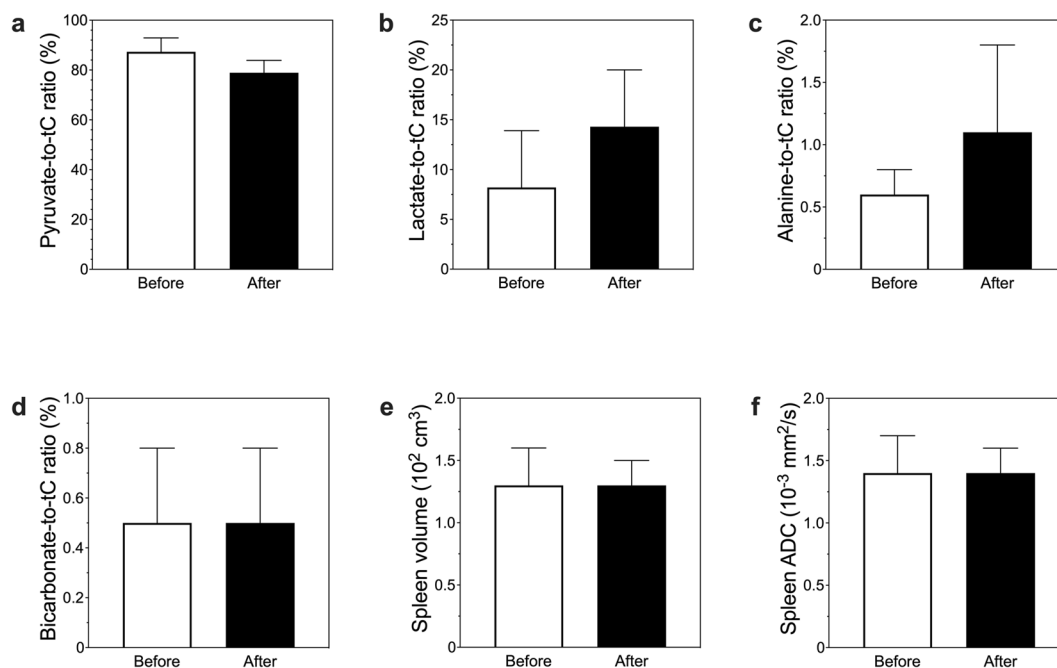 a
Pyruvate-to-tC ratio (%)
100
80
60
40
20
0
Before
After
b
Lactate-to-tC ratio (%)
25
20
15
10
5
0
Before
After
c
Alanine-to-tC ratio (%)
2.0
1.5
1.0
0.5
0
Before
After
d
Bicarbonate-to-tC ratio (%)
1.0
0.8
0.6
0.4
0.2
0
Before
After
e
Spleen volume (10² cm³)
2.0
1.5
1.0
0.5
0
Before
After
f
Spleen ADC (10⁻³ mm²/s)
2.0
1.5
1.0
0.5
0
Before
After